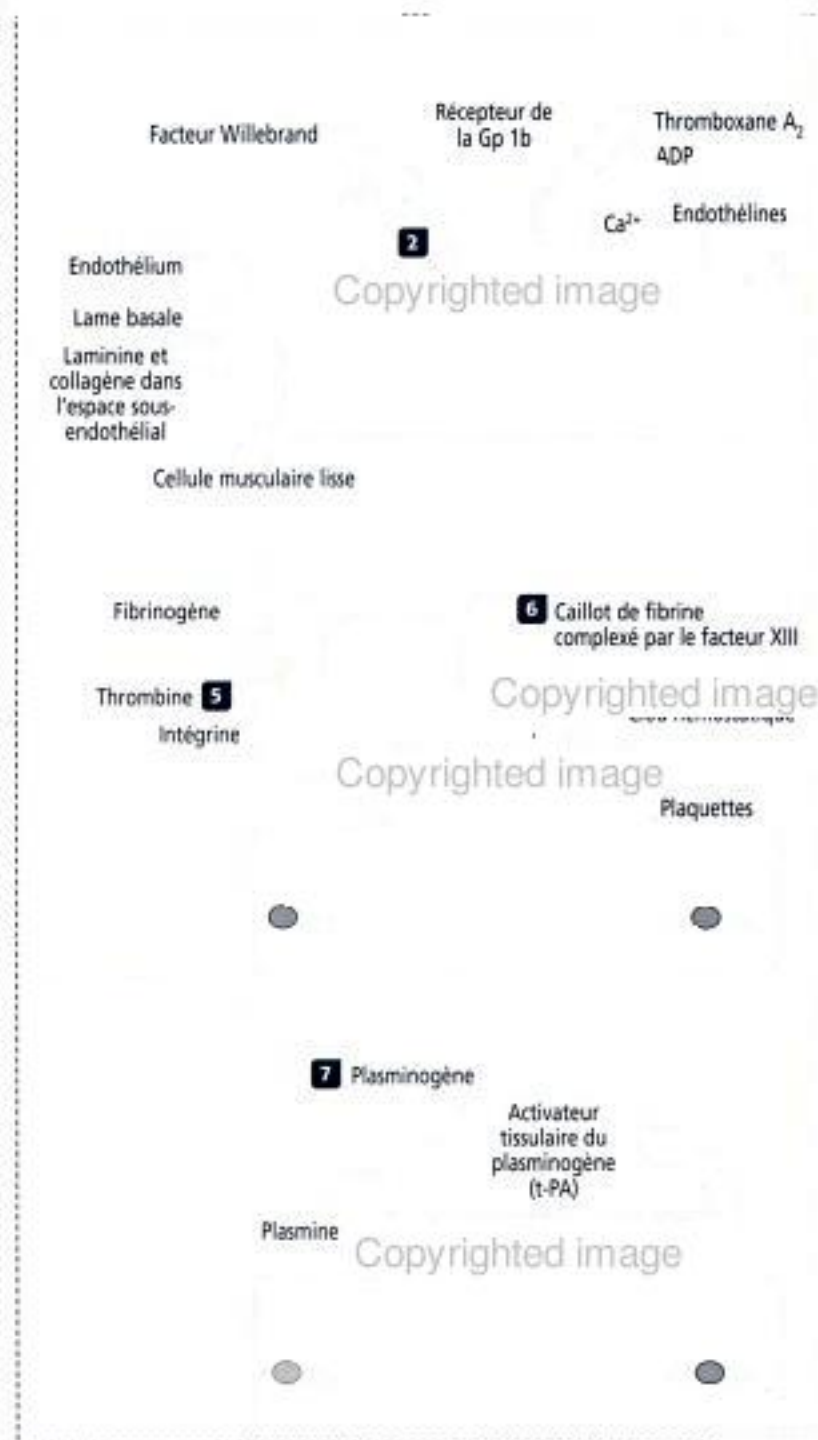 Facteur Willebrand
Récepteur de
la Gp 1b
Thromboxane A₂
ADP
Ca²⁺
Endothélines
2
Endothélium
Copyrighted image
Lame basale
Laminine et
collagène dans
l'espace sous-
endothélial
Cellule musculaire lisse
Fibrinogène
6 Caillot de fibrine
complexé par le facteur XIII
Thrombine 5
Copyrighted image
Intégrine
Copyrighted image
Plaquettes
7 Plasminogène
Activateur
tissulaire du
plasminogène
(t-PA)
Plasmine
Copyrighted image